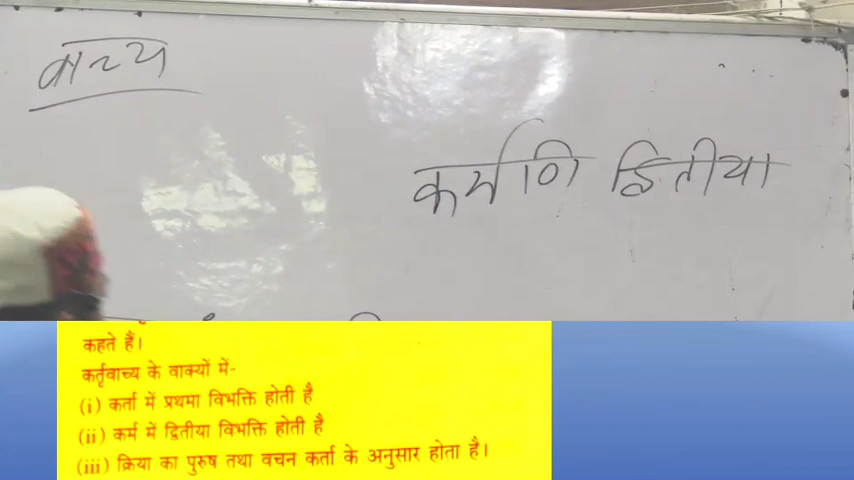 वाच्य
कर्मणि द्वितीया
कहते हैं।
कर्तृवाच्य के वाक्यों में-
(i) कर्ता में प्रथमा विभक्ति होती है
(ii) कर्म में द्वितीया विभक्ति होती है
(iii) क्रिया का पुरुष तथा वचन कर्ता के अनुसार होता है।